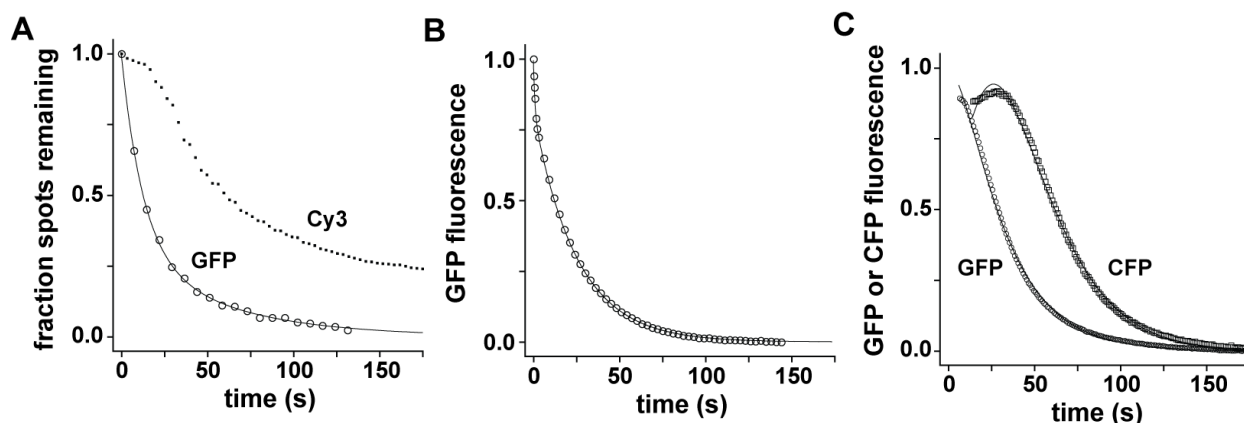 A
fraction spots remaining
1.0
0.5
0.0
Cy3
GFP
0 50 100 150
time (s)
B
GFP fluorescence
1.0
0.5
0.0
0 50 100 150
time (s)
C
GFP or CFP fluorescence
1.0
0.5
0.0
GFP CFP
0 50 100 150
time (s)